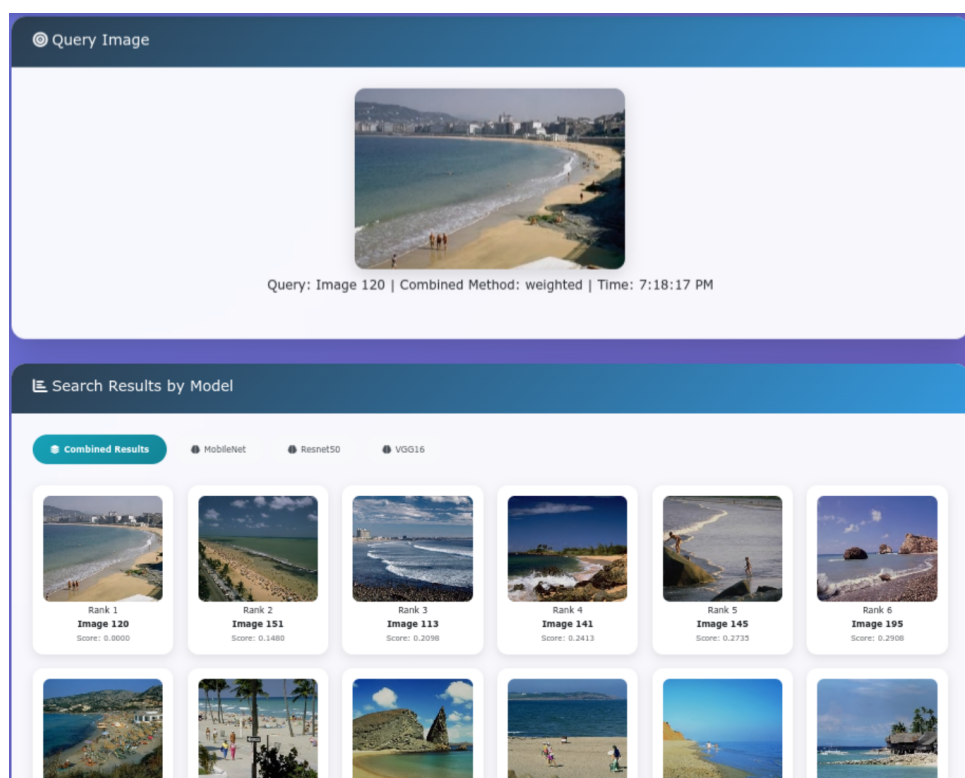 Query Image
Query: Image 120 | Combined Method: weighted | Time: 7:18:17 PM
Search Results by Model
Combined Results MobileNet Resnet50 VGG16
Rank 1 Rank 2 Rank 3 Rank 4 Rank 5 Rank 6
Image 120 Image 151 Image 113 Image 141 Image 145 Image 195
Score: 0.0000 Score: 0.1480 Score: 0.2098 Score: 0.2413 Score: 0.2735 Score: 0.2908